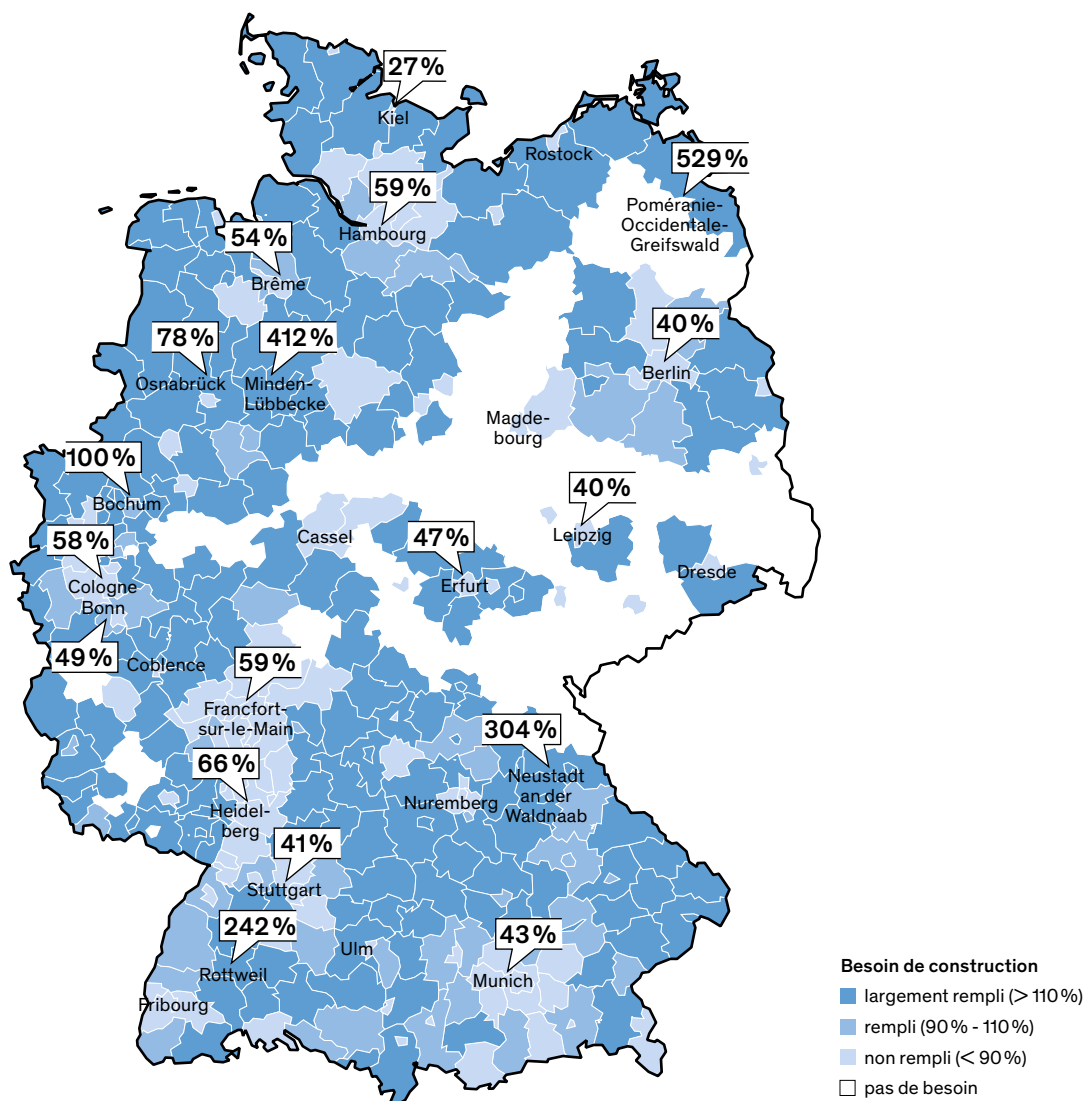 27 %
Kiel
Rostock
529 %
59 %
Poméranie-
Occidentale-
Greifswald
Hambourg
54 %
Brême
40 %
78 %
412 %
Berlin
Osnabrück
Minden-
Lübbecke
Magde-
bourg
100 %
Bochum
40 %
Leipzig
Cassel
47 %
Erfurt
58 %
Cologne
Bonn
Dresde
49 %
Coblence
59 %
Francfort-
sur-le-Main
304 %
66 %
Neustadt
an der
Waldnaab
Heidel-
berg
Nuremberg
41 %
Stuttgart
242 %
Ulm
43 %
Rottweil
Munich
Fribourg
Besoin de construction
largement rempli (> 110 %)
rempli (90 % - 110 %)
non rempli (< 90 %)
pas de besoin